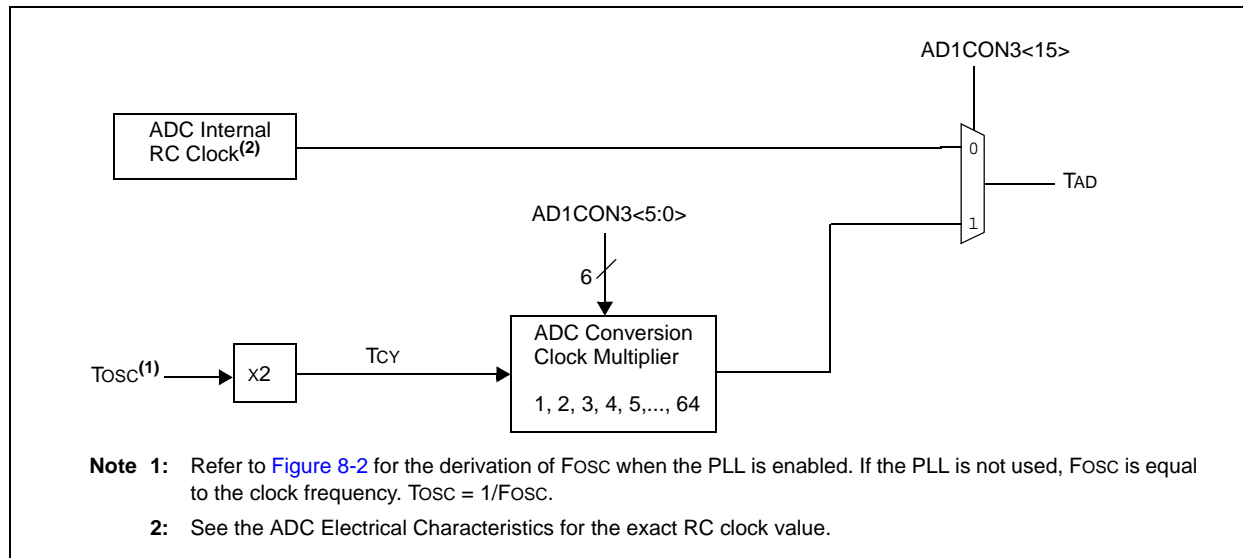 AD1CON3<15>
ADC Internal
RC Clock(2)
0
TAD
AD1CON3<5:0>
1
6
ADC Conversion
Clock Multiplier
TOSC(1)
X2
TCY
1, 2, 3, 4, 5,..., 64
Note 1: Refer to Figure 8-2 for the derivation of FOSC when the PLL is enabled. If the PLL is not used, FOSC is equal
to the clock frequency. TOSC = 1/FOSC.
2: See the ADC Electrical Characteristics for the exact RC clock value.